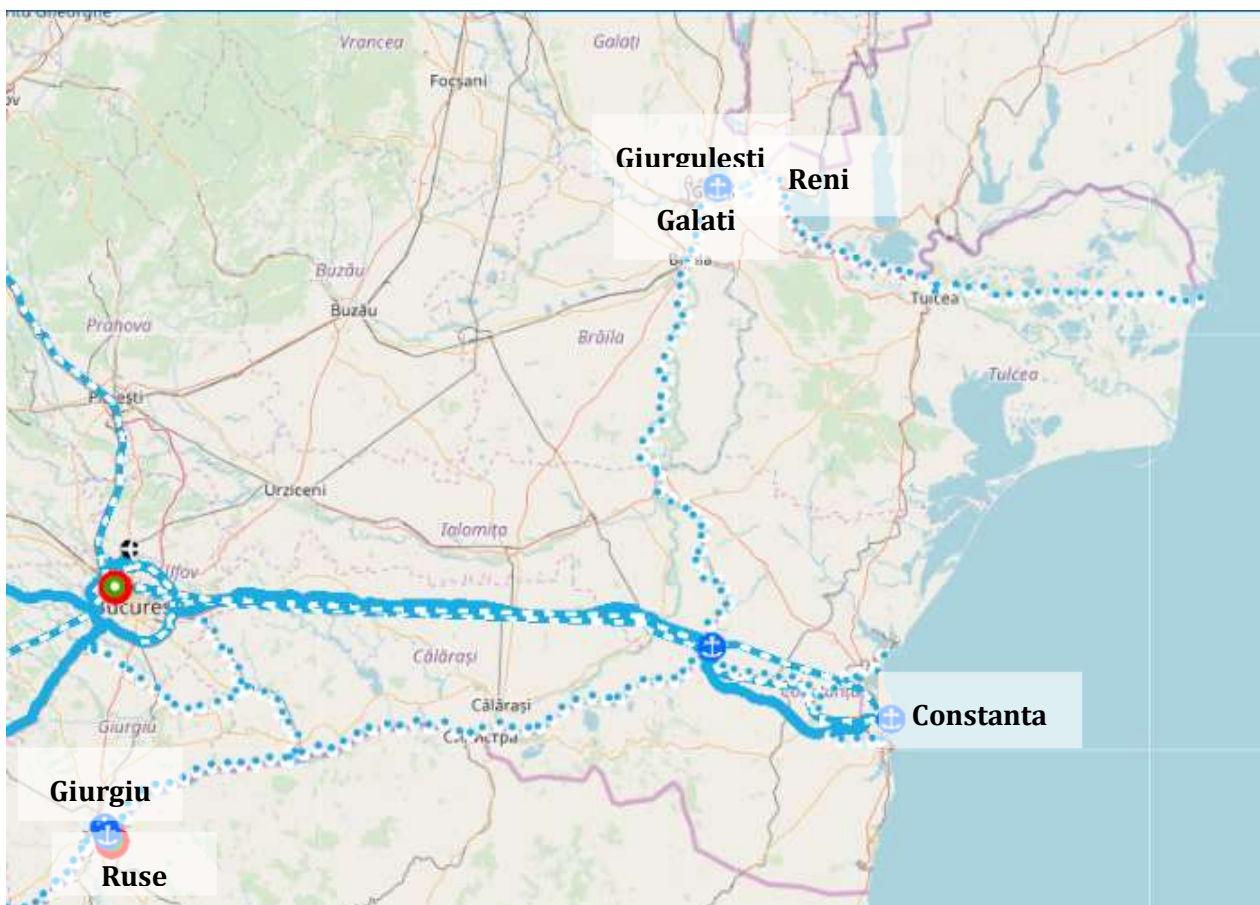 Vrancea
Galați
Focșani
Giurgulesti
Reni
Galati
Buzău
Buzău
Tulcea
Prahova
Brăila
Tulcea
Urziceni
Ialomița
Ilfov
Călărași
Călărași
Constanta
Giurgiu
Giurgiu
Ruse